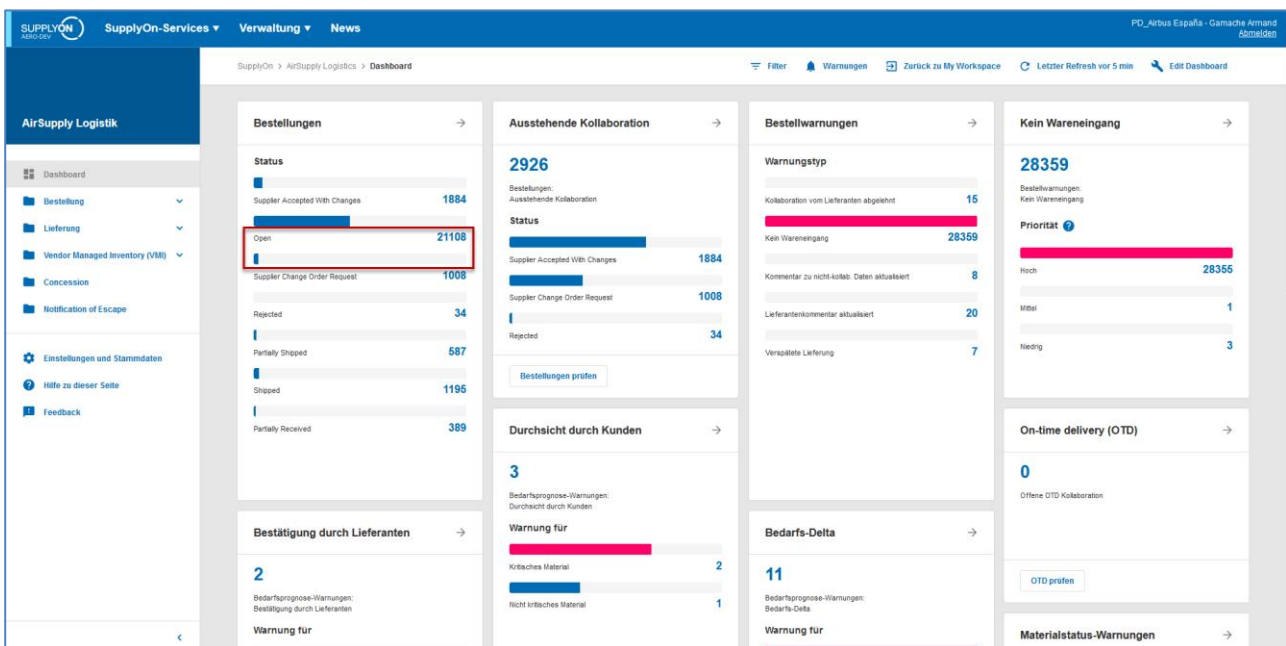 SUPPLYON
AERO-DEV
SupplyOn-Services ▾ Verwaltung ▾ News
PD_Airbus España - Gamache Armand
Abmelden
SupplyOn > AirSupply Logistics > Dashboard
Filter Warnungen Zurück zu My Workspace Letzter Refresh vor 5 min Edit Dashboard
AirSupply Logistik
Dashboard
Bestellung
Lieferung
Vendor Managed Inventory (VMI)
Concession
Notification of Escape
Einstellungen und Stammdaten
Hilfe zu dieser Seite
Feedback
Bestellungen
Status
Supplier Accepted With Changes 1884
Open 21108
Supplier Change Order Request 1008
Rejected 34
Partially Shipped 587
Shipped 1195
Partially Received 389
Ausstehende Kollaboration
2926
Bestellungen:
Ausstehende Kollaboration
Status
Supplier Accepted With Changes 1884
Supplier Change Order Request 1008
Rejected 34
Bestellungen prüfen
Bestellwarnungen
Warnungstyp
Kollaboration vom Lieferanten abgelehnt 15
Kein Wareneingang 28359
Kommentar zu nicht-kollab. Daten aktualisiert 8
Lieferantenkommentar aktualisiert 20
Verspätete Lieferung 7
Kein Wareneingang
28359
Bestellwarnungen:
Kein Wareneingang
Priorität
Hoch 28355
Mittel 1
Niedrig 3
Durchsicht durch Kunden
3
Bedarfsprognose-Warnungen:
Durchsicht durch Kunden
Warnung für
Kritisches Material 2
Nicht kritisches Material 1
On-time delivery (OTD)
0
Offene OTD Kollaboration
OTD prüfen
Bestätigung durch Lieferanten
2
Bedarfsprognose-Warnungen:
Bestätigung durch Lieferanten
Warnung für
Bedarfs-Delta
11
Bedarfsprognose-Warnungen:
Bedarfs-Delta
Warnung für
Materialstatus-Warnungen